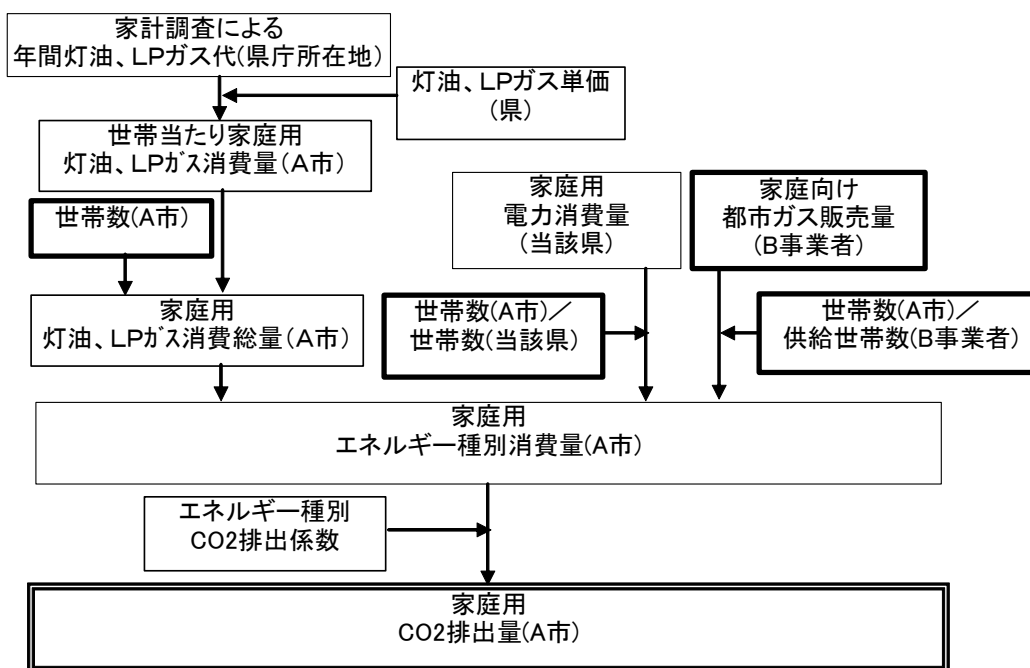 家計調査による
年間灯油、LPガス代(県庁所在地)
灯油、LPガス単価
(県)
世帯当たり家庭用
灯油、LPガス消費量(A市)
世帯数(A市)
家庭用
電力消費量
(当該県)
家庭向け
都市ガス販売量
(B事業者)
家庭用
灯油、LPガス消費総量(A市)
世帯数(A市)／
世帯数(当該県)
世帯数(A市)／
供給世帯数(B事業者)
家庭用
エネルギー種別消費量(A市)
エネルギー種別
CO2排出係数
家庭用
CO2排出量(A市)